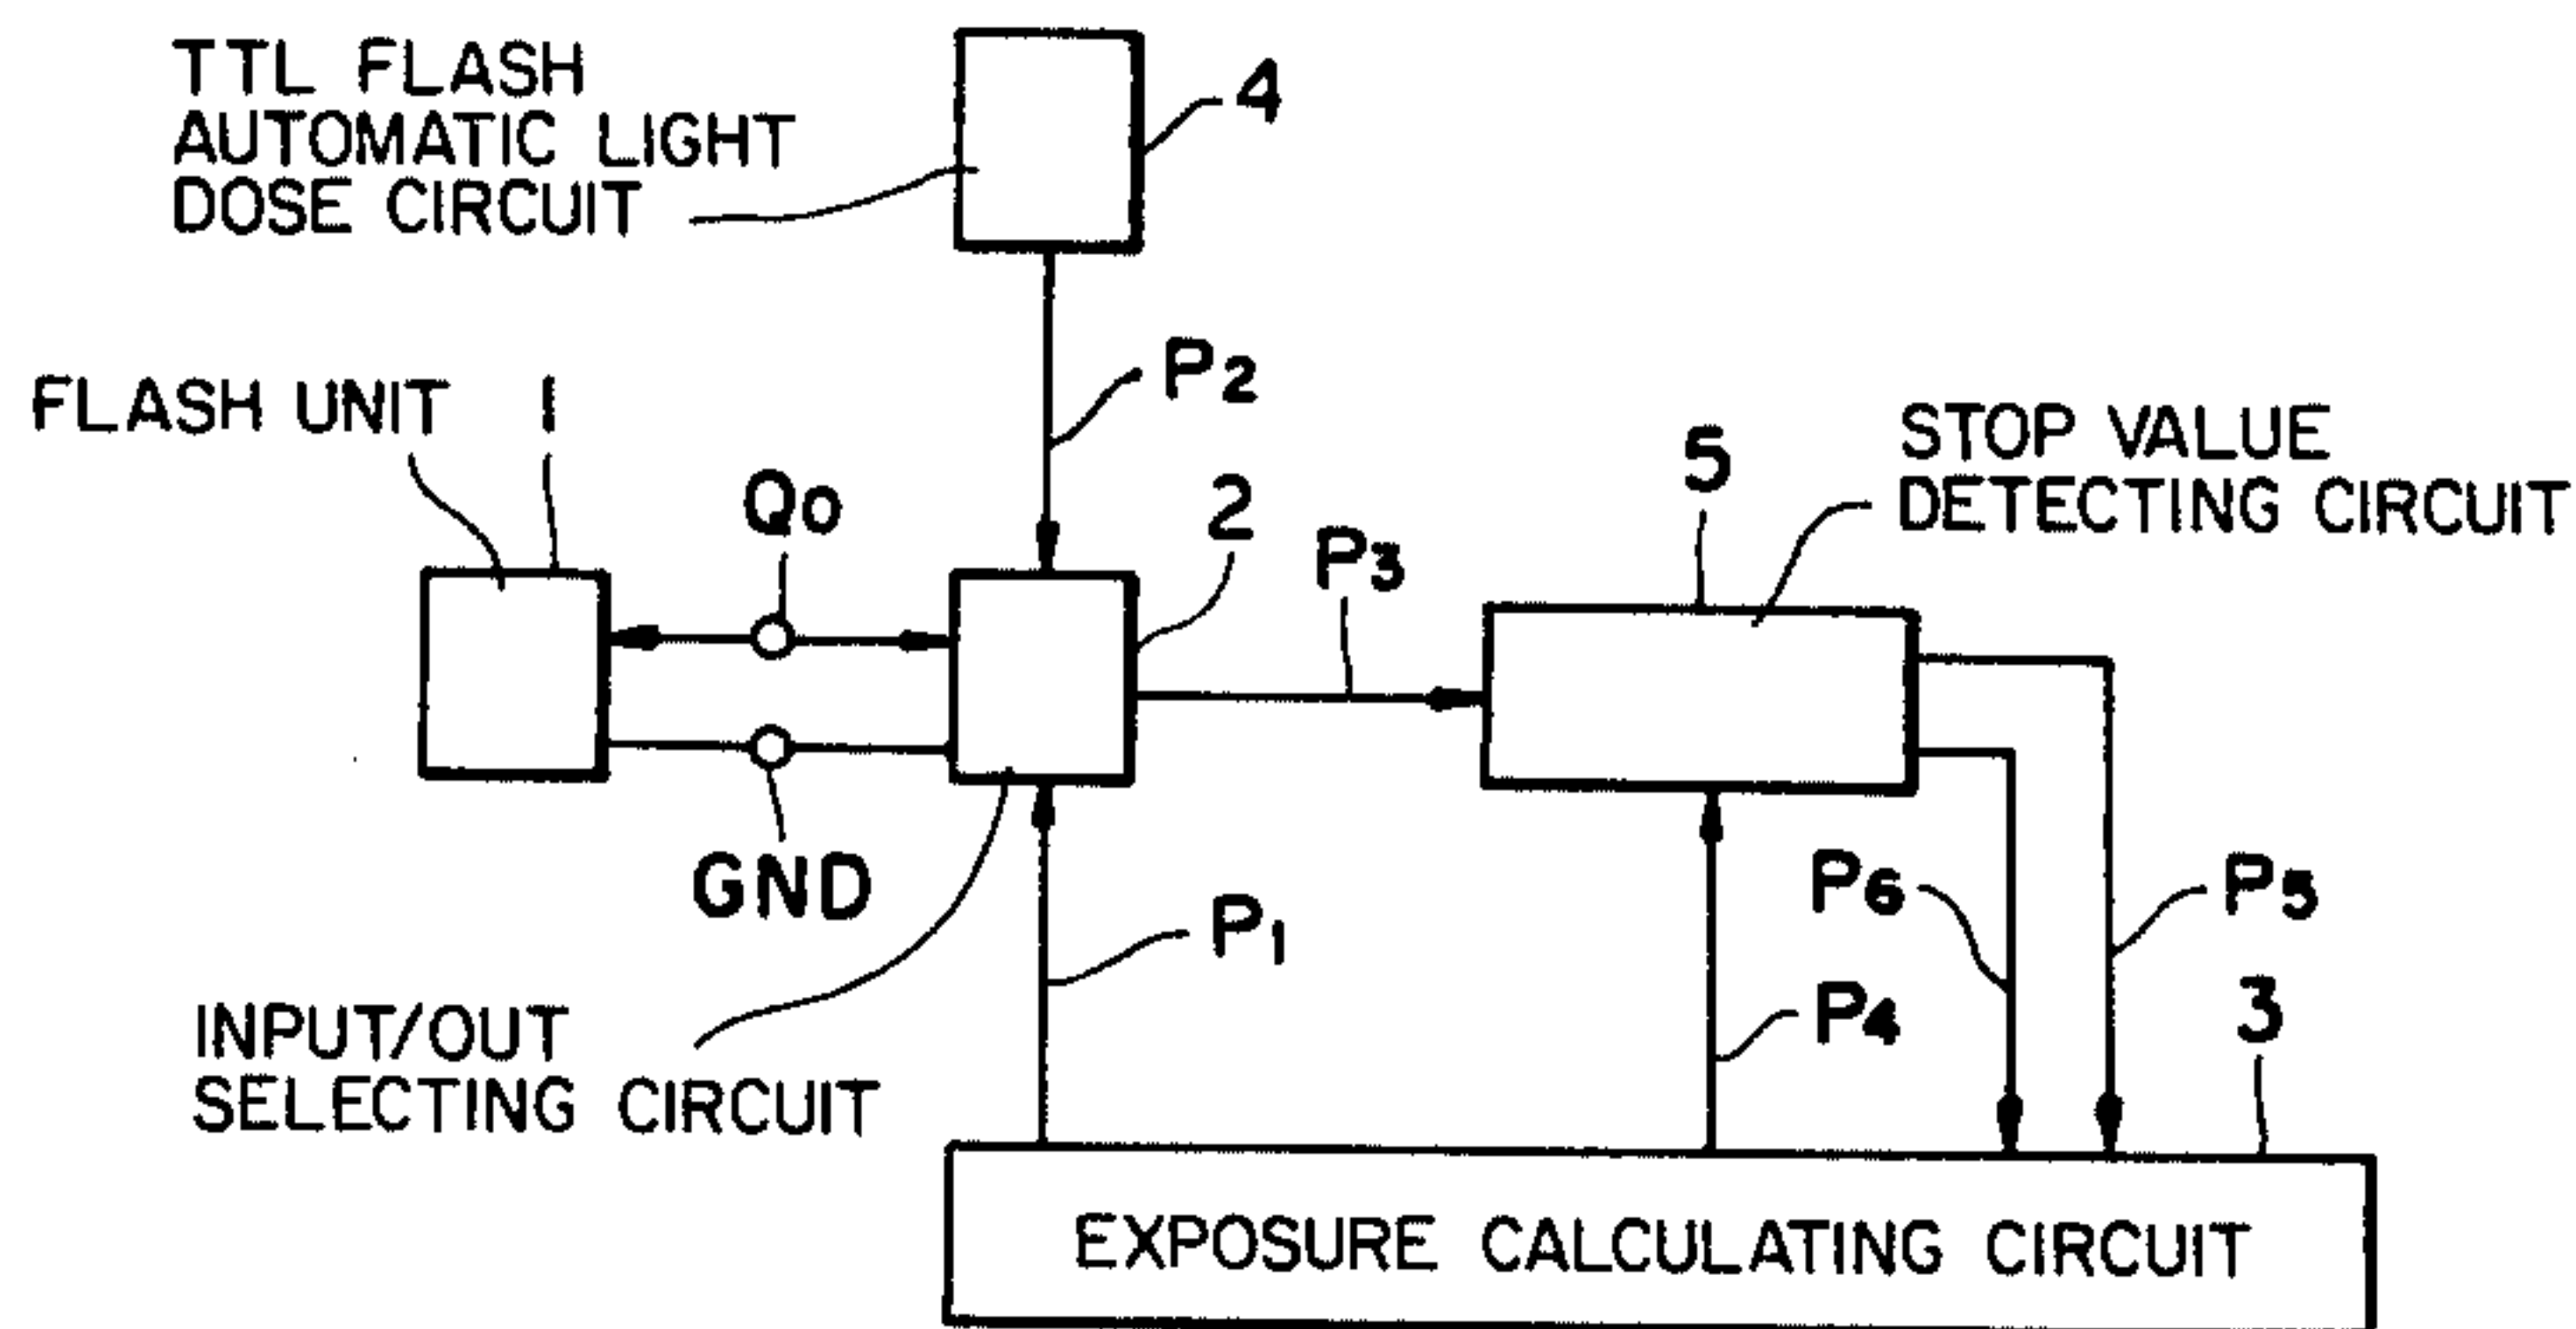 TTL FLASH
AUTOMATIC LIGHT
DOSE CIRCUIT
4
P2
FLASH UNIT 1
Q0
2
P3
5
STOP VALUE
DETECTING CIRCUIT
GND
P1
P6
P5
P4
3
INPUT/OUT
SELECTING CIRCUIT
EXPOSURE CALCULATING CIRCUIT